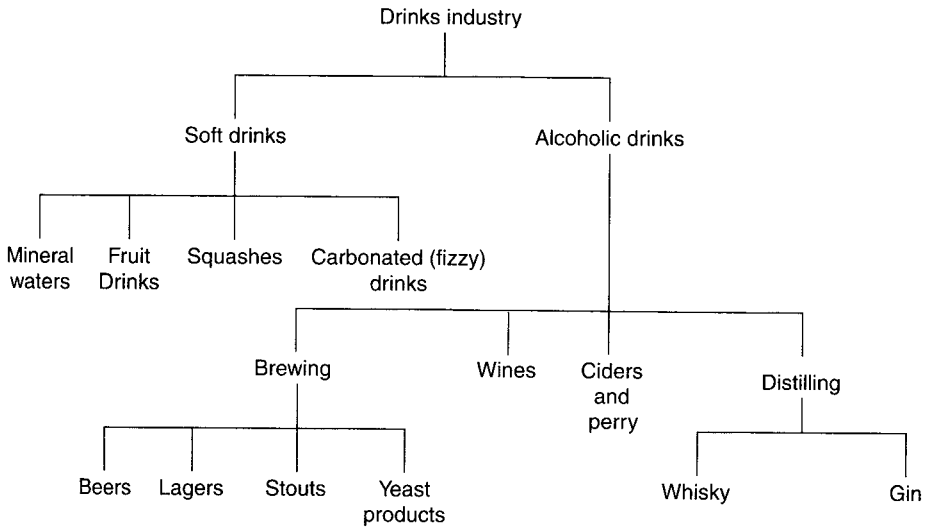 Drinks industry
Soft drinks
Alcoholic drinks
Mineral
waters
Fruit
Drinks
Squashes
Carbonated (fizzy)
drinks
Brewing
Wines
Ciders
and
perry
Distilling
Beers
Lagers
Stouts
Yeast
products
Whisky
Gin